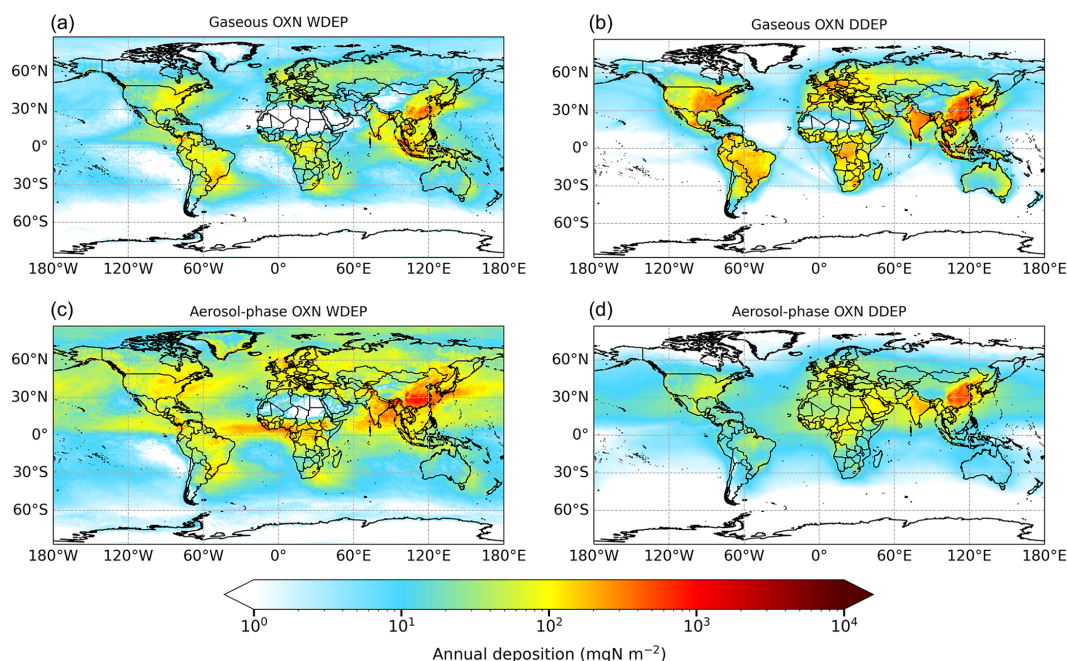 (a) Gaseous OXN WDEP
60°N
30°N
0°
30°S
60°S
180°W 120°W 60°W 0° 60°E 120°E 180°E
(b) Gaseous OXN DDEP
60°N
30°N
0°
30°S
60°S
180°W 120°W 60°W 0° 60°E 120°E 180°E
(c) Aerosol-phase OXN WDEP
60°N
30°N
0°
30°S
60°S
180°W 120°W 60°W 0° 60°E 120°E 180°E
(d) Aerosol-phase OXN DDEP
60°N
30°N
0°
30°S
60°S
180°W 120°W 60°W 0° 60°E 120°E 180°E
10⁰ 10¹ 10² 10³ 10⁴
Annual deposition (mgN m⁻²)